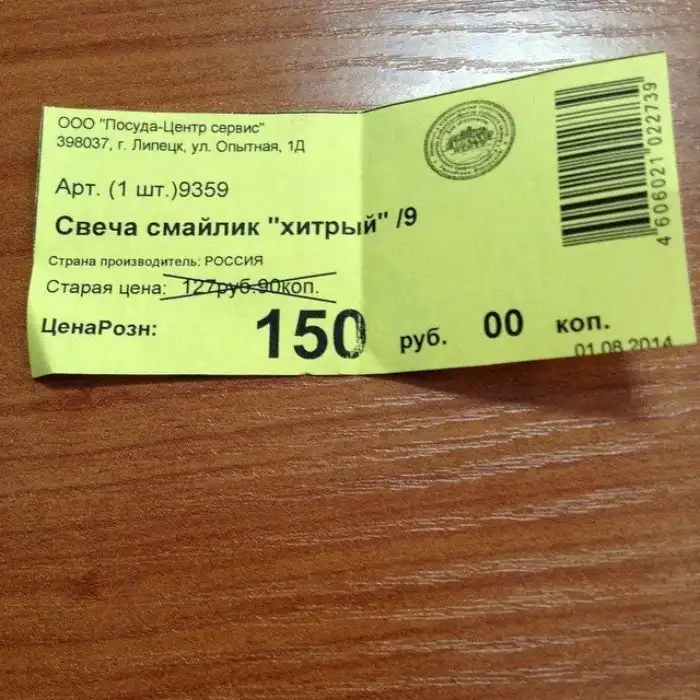 ООО "Посуда-Центр сервис"
398037, г. Липецк, ул. Опытная, 1Д
Арт. (1 шт.)9359
Свеча смайлик "хитрый" /9
Страна производитель: РОССИЯ
Старая цена: 127руб.90коп.
ЦенаРозн: 150 руб. 00 коп.
01.08.2014
4 606021 022739